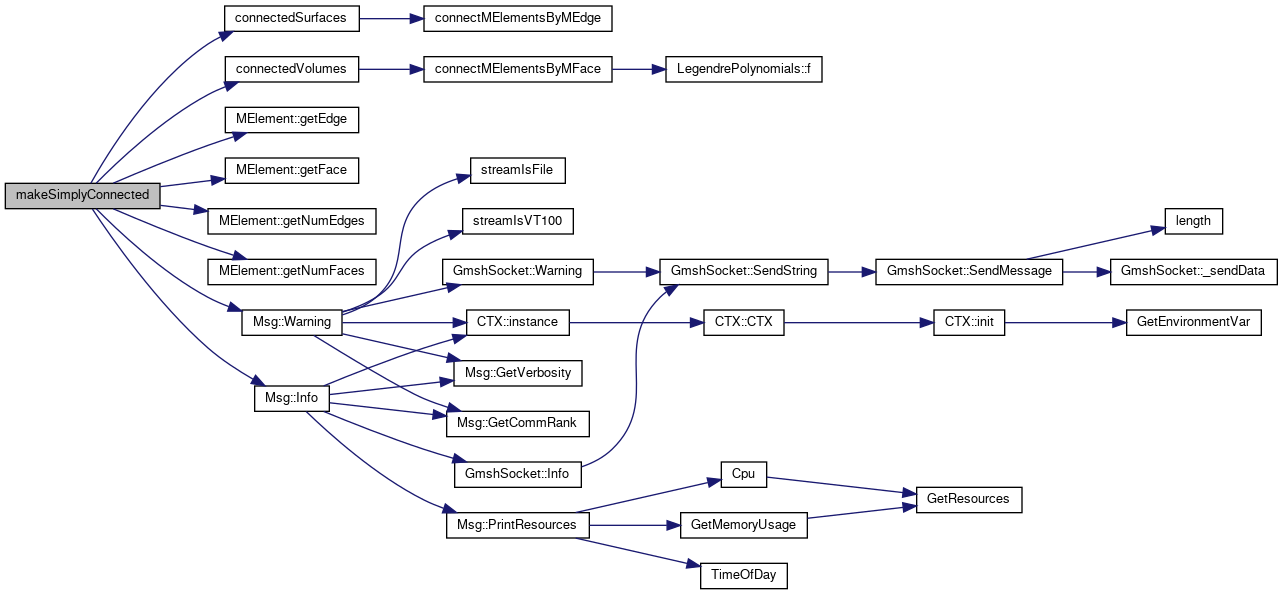 connectedSurfaces
connectMElementsByMEdge
connectedVolumes
connectMElementsByMFace
LegendrePolynomials::f
MElement::getEdge
MElement::getFace
streamIsFile
makeSimplyConnected
MElement::getNumEdges
streamIsVT100
length
MElement::getNumFaces
GmshSocket::Warning
GmshSocket::SendString
GmshSocket::SendMessage
GmshSocket::_sendData
Msg::Warning
CTX::instance
CTX::CTX
CTX::init
GetEnvironmentVar
Msg::GetVerbosity
Msg::Info
Msg::GetCommRank
GmshSocket::Info
Cpu
GetResources
Msg::PrintResources
GetMemoryUsage
TimeOfDay